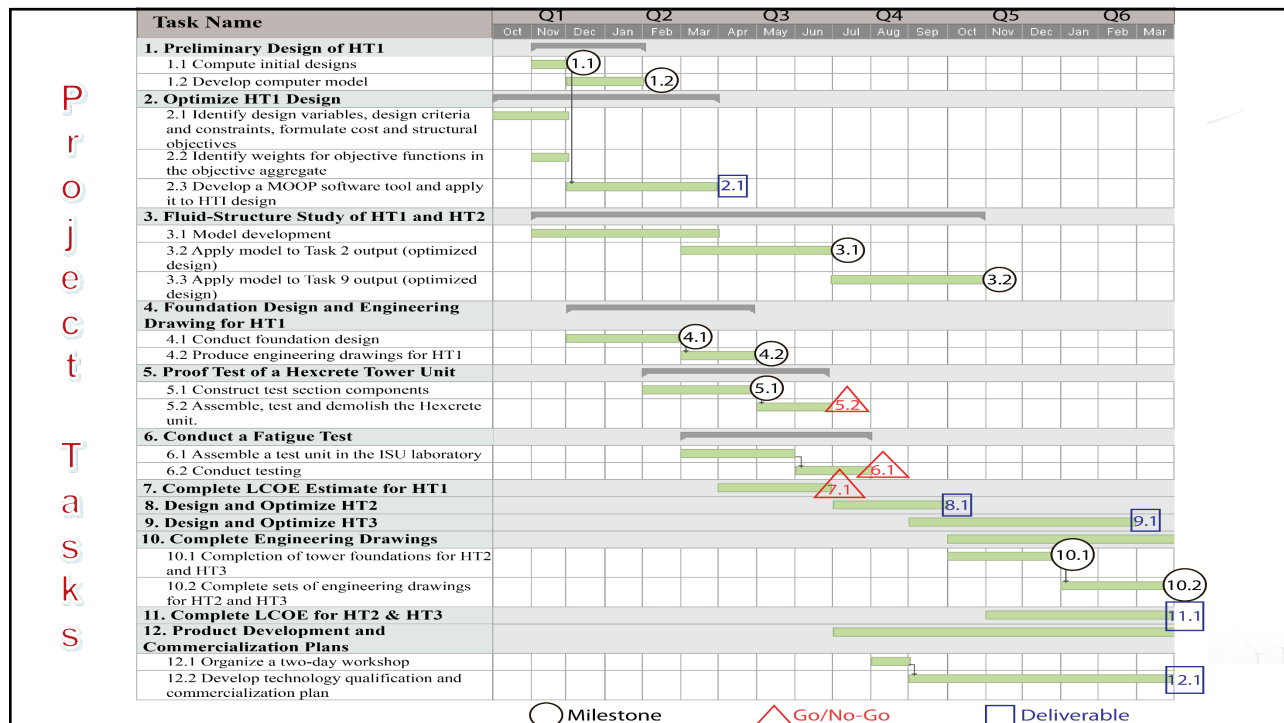 Project Tasks
Task Name
Q1 Q2 Q3 Q4 Q5 Q6
Oct Nov Dec Jan Feb Mar Apr May Jun Jul Aug Sep Oct Nov Dec Jan Feb Mar
1. Preliminary Design of HT1
1.1 Compute initial designs
1.1
1.2 Develop computer model
1.2
2. Optimize HT1 Design
2.1 Identify design variables, design criteria
and constraints, formulate cost and structural
objectives
2.2 Identify weights for objective functions in
the objective aggregate
2.3 Develop a MOOP software tool and apply
it to HTI design
2.1
3. Fluid-Structure Study of HT1 and HT2
3.1 Model development
3.2 Apply model to Task 2 output (optimized
design)
3.1
3.3 Apply model to Task 9 output (optimized
design)
3.2
4. Foundation Design and Engineering
Drawing for HT1
4.1 Conduct foundation design
4.1
4.2 Produce engineering drawings for HT1
4.2
5. Proof Test of a Hexcrete Tower Unit
5.1 Construct test section components
5.1
5.2 Assemble, test and demolish the Hexcrete
unit.
5.2
6. Conduct a Fatigue Test
6.1 Assemble a test unit in the ISU laboratory
6.2 Conduct testing
6.1
7. Complete LCOE Estimate for HT1
7.1
8. Design and Optimize HT2
8.1
9. Design and Optimize HT3
9.1
10. Complete Engineering Drawings
10.1 Completion of tower foundations for HT2
and HT3
10.1
10.2 Complete sets of engineering drawings
for HT2 and HT3
10.2
11. Complete LCOE for HT2 & HT3
11.1
12. Product Development and
Commercialization Plans
12.1 Organize a two-day workshop
12.2 Develop technology qualification and
commercialization plan
12.1
Milestone Go/No-Go Deliverable